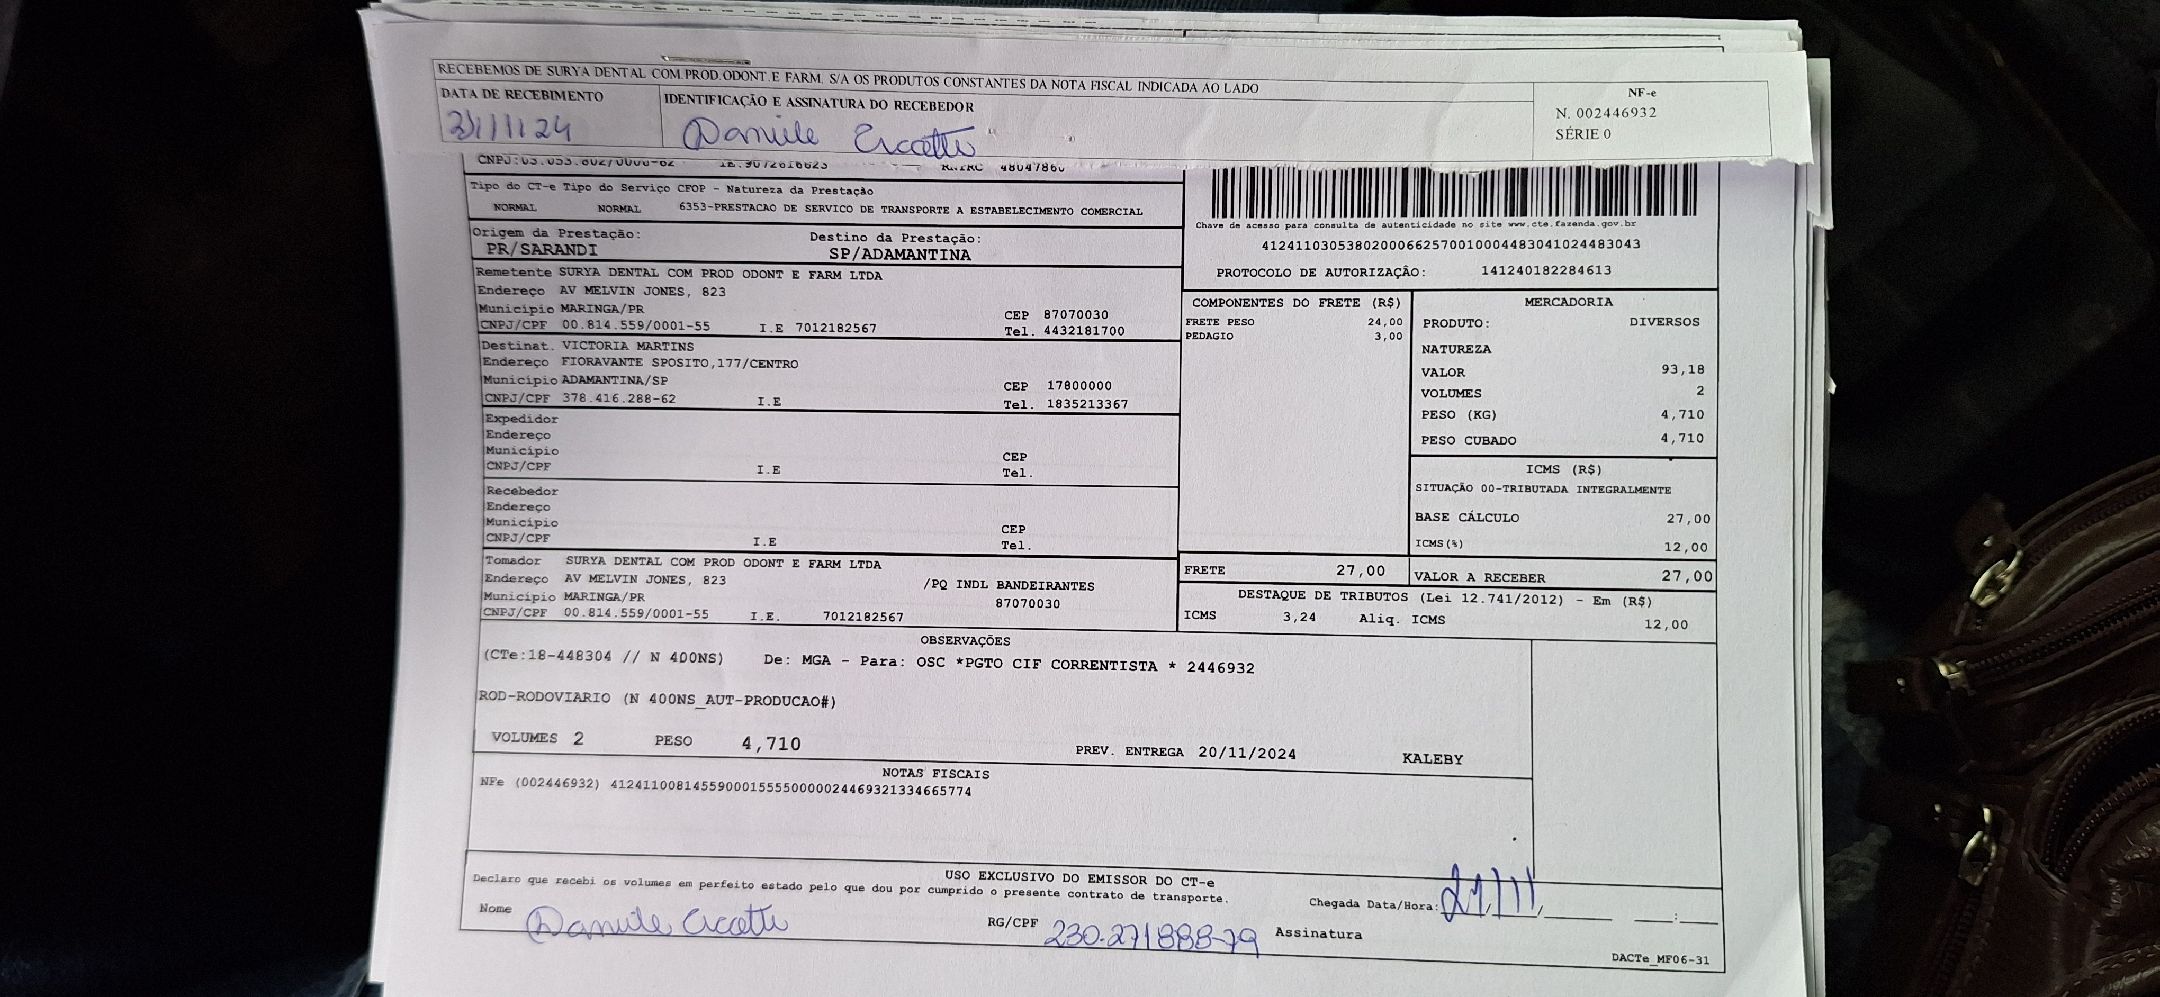 RECEBEMOS DE SURYA DENTAL COM.PROD.ODONT.E FARM. S/A OS PRODUTOS CONSTANTES DA NOTA FISCAL INDICADA AO LADO
DATA DE RECEBIMENTO IDENTIFICAÇÃO E ASSINATURA DO RECEBEDOR
NF-e
N. 002446932
SÉRIE 0
21/11/24 Daniele
Tipo do CT-e Tipo do Serviço CFOP - Natureza da Prestação
NORMAL NORMAL 6353-PRESTACAO DE SERVICO DE TRANSPORTE A ESTABELECIMENTO COMERCIAL
Origem da Prestação: Destino da Prestação:
PR/SARANDI SP/ADAMANTINA
Chave de acesso para consulta de autenticidade no site www.cte.fazenda.gov.br
41241103053802000662570010004483041024483043
PROTOCOLO DE AUTORIZAÇÃO: 141240182284613
Remetente SURYA DENTAL COM PROD ODONT E FARM LTDA
Endereço AV MELVIN JONES, 823
Município MARINGA/PR CEP 87070030
CNPJ/CPF 00.814.559/0001-55 I.E 7012182567 Tel. 4432181700
Destinat. VICTORIA MARTINS
Endereço FIORAVANTE SPOSITO,177/CENTRO
Município ADAMANTINA/SP CEP 17800000
CNPJ/CPF 378.416.288-62 I.E Tel. 1835213367
Expedidor
Endereço
Município CEP
CNPJ/CPF I.E Tel.
Recebedor
Endereço
Município CEP
CNPJ/CPF I.E Tel.
Tomador SURYA DENTAL COM PROD ODONT E FARM LTDA
Endereço AV MELVIN JONES, 823 /PQ INDL BANDEIRANTES
Município MARINGA/PR 87070030
CNPJ/CPF 00.814.559/0001-55 I.E. 7012182567
COMPONENTES DO FRETE (R$)
FRETE PESO 24,00
PEDAGIO 3,00
MERCADORIA
PRODUTO: DIVERSOS
NATUREZA
VALOR 93,18
VOLUMES 2
PESO (KG) 4,710
PESO CUBADO 4,710
ICMS (R$)
SITUAÇÃO 00-TRIBUTADA INTEGRALMENTE
BASE CÁLCULO 27,00
ICMS(%) 12,00
FRETE 27,00 VALOR A RECEBER 27,00
DESTAQUE DE TRIBUTOS (Lei 12.741/2012) - Em (R$)
ICMS 3,24 Aliq. ICMS 12,00
OBSERVAÇÕES
(CTe:18-448304 // N 400NS) De: MGA - Para: OSC *PGTO CIF CORRENTISTA * 2446932
ROD-RODOVIARIO (N 400NS_AUT-PRODUCAO#)
VOLUMES 2 PESO 4,710 PREV. ENTREGA 20/11/2024 KALEBY
NOTAS FISCAIS
NFe (002446932) 41241100814559000155550000024469321334665774
USO EXCLUSIVO DO EMISSOR DO CT-e
Declaro que recebi os volumes em perfeito estado pelo que dou por cumprido o presente contrato de transporte.
Chegada Data/Hora: 21/11/
Nome Daniele RG/CPF 230.271888-79 Assinatura
DACTe_MF06-31